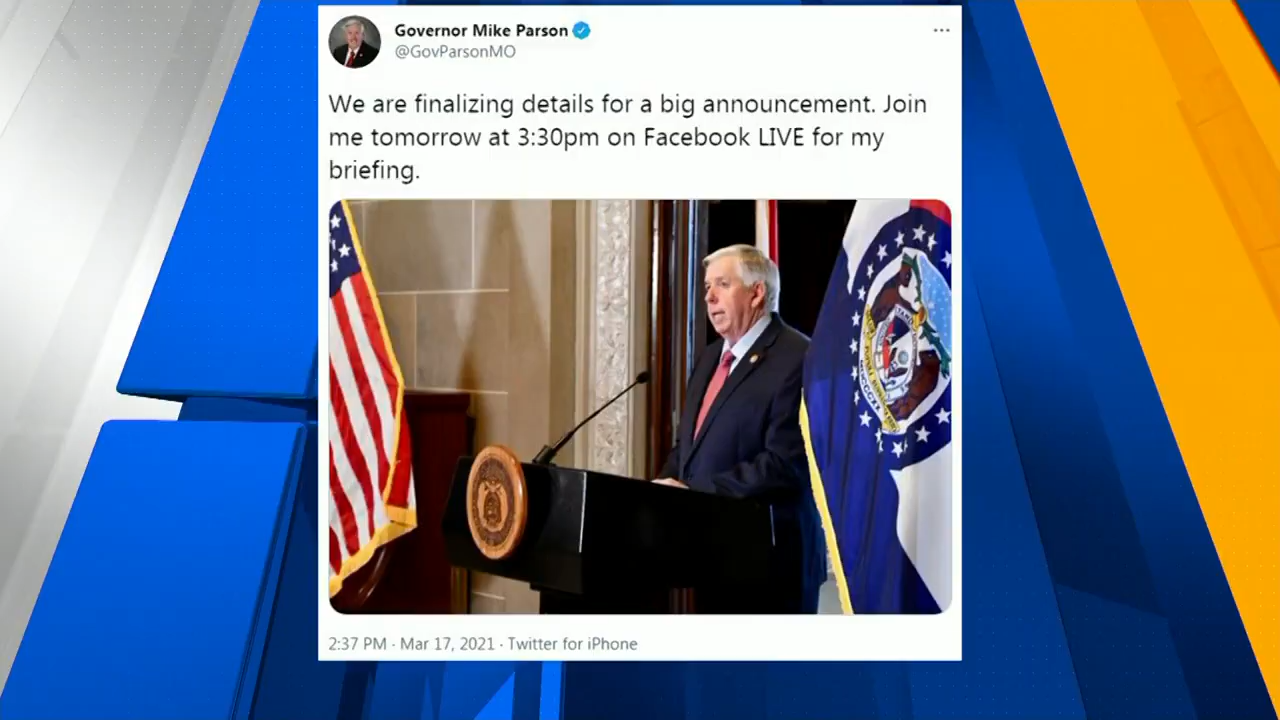 Governor Mike Parson
@GovParsonMO
We are finalizing details for a big announcement. Join
me tomorrow at 3:30pm on Facebook LIVE for my
briefing.
2:37 PM · Mar 17, 2021 · Twitter for iPhone